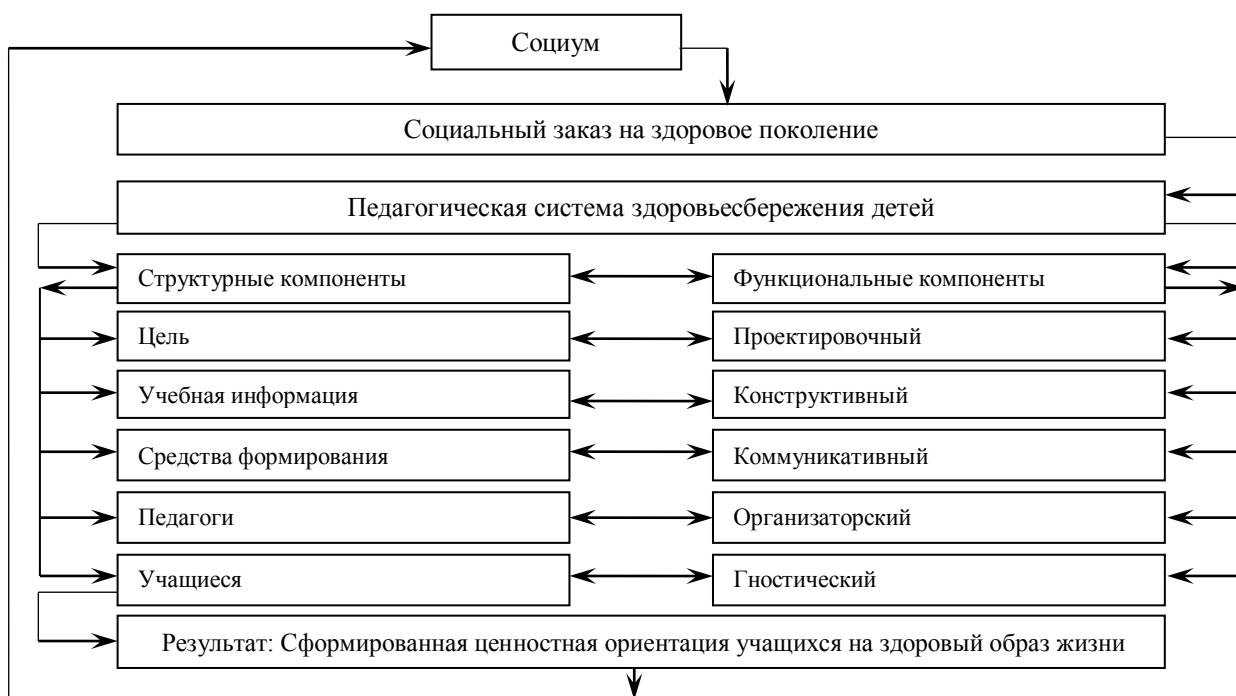 Социум
Социальный заказ на здоровое поколение
Педагогическая система здоровьесбережения детей
Структурные компоненты
Функциональные компоненты
Цель
Проектировочный
Учебная информация
Конструктивный
Средства формирования
Коммуникативный
Педагоги
Организаторский
Учащиеся
Гностический
Результат: Сформированная ценностная ориентация учащихся на здоровый образ жизни